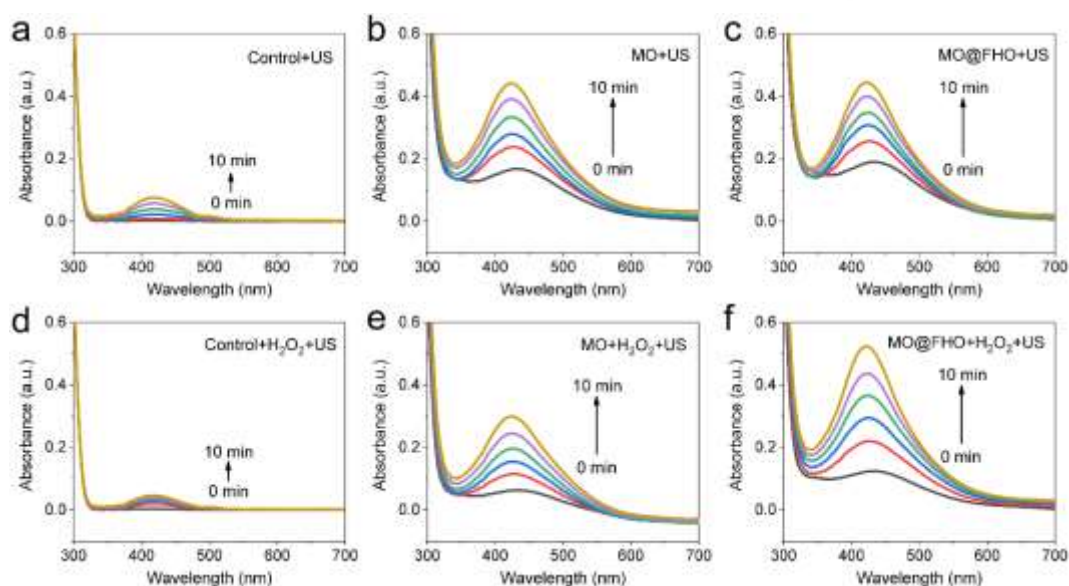 a
Control+US
10 min
0 min
0.6
0.4
0.2
0.0
Absorbance (a.u.)
300 400 500 600 700
Wavelength (nm)
b
MO+US
10 min
0 min
0.6
0.4
0.2
0.0
Absorbance (a.u.)
300 400 500 600 700
Wavelength (nm)
c
MO@FHO+US
10 min
0 min
0.6
0.4
0.2
0.0
Absorbance (a.u.)
300 400 500 600 700
Wavelength (nm)
d
Control+H₂O₂+US
10 min
0 min
0.6
0.4
0.2
0.0
Absorbance (a.u.)
300 400 500 600 700
Wavelength (nm)
e
MO+H₂O₂+US
10 min
0 min
0.6
0.4
0.2
0.0
Absorbance (a.u.)
300 400 500 600 700
Wavelength (nm)
f
MO@FHO+H₂O₂+US
10 min
0 min
0.6
0.4
0.2
0.0
Absorbance (a.u.)
300 400 500 600 700
Wavelength (nm)